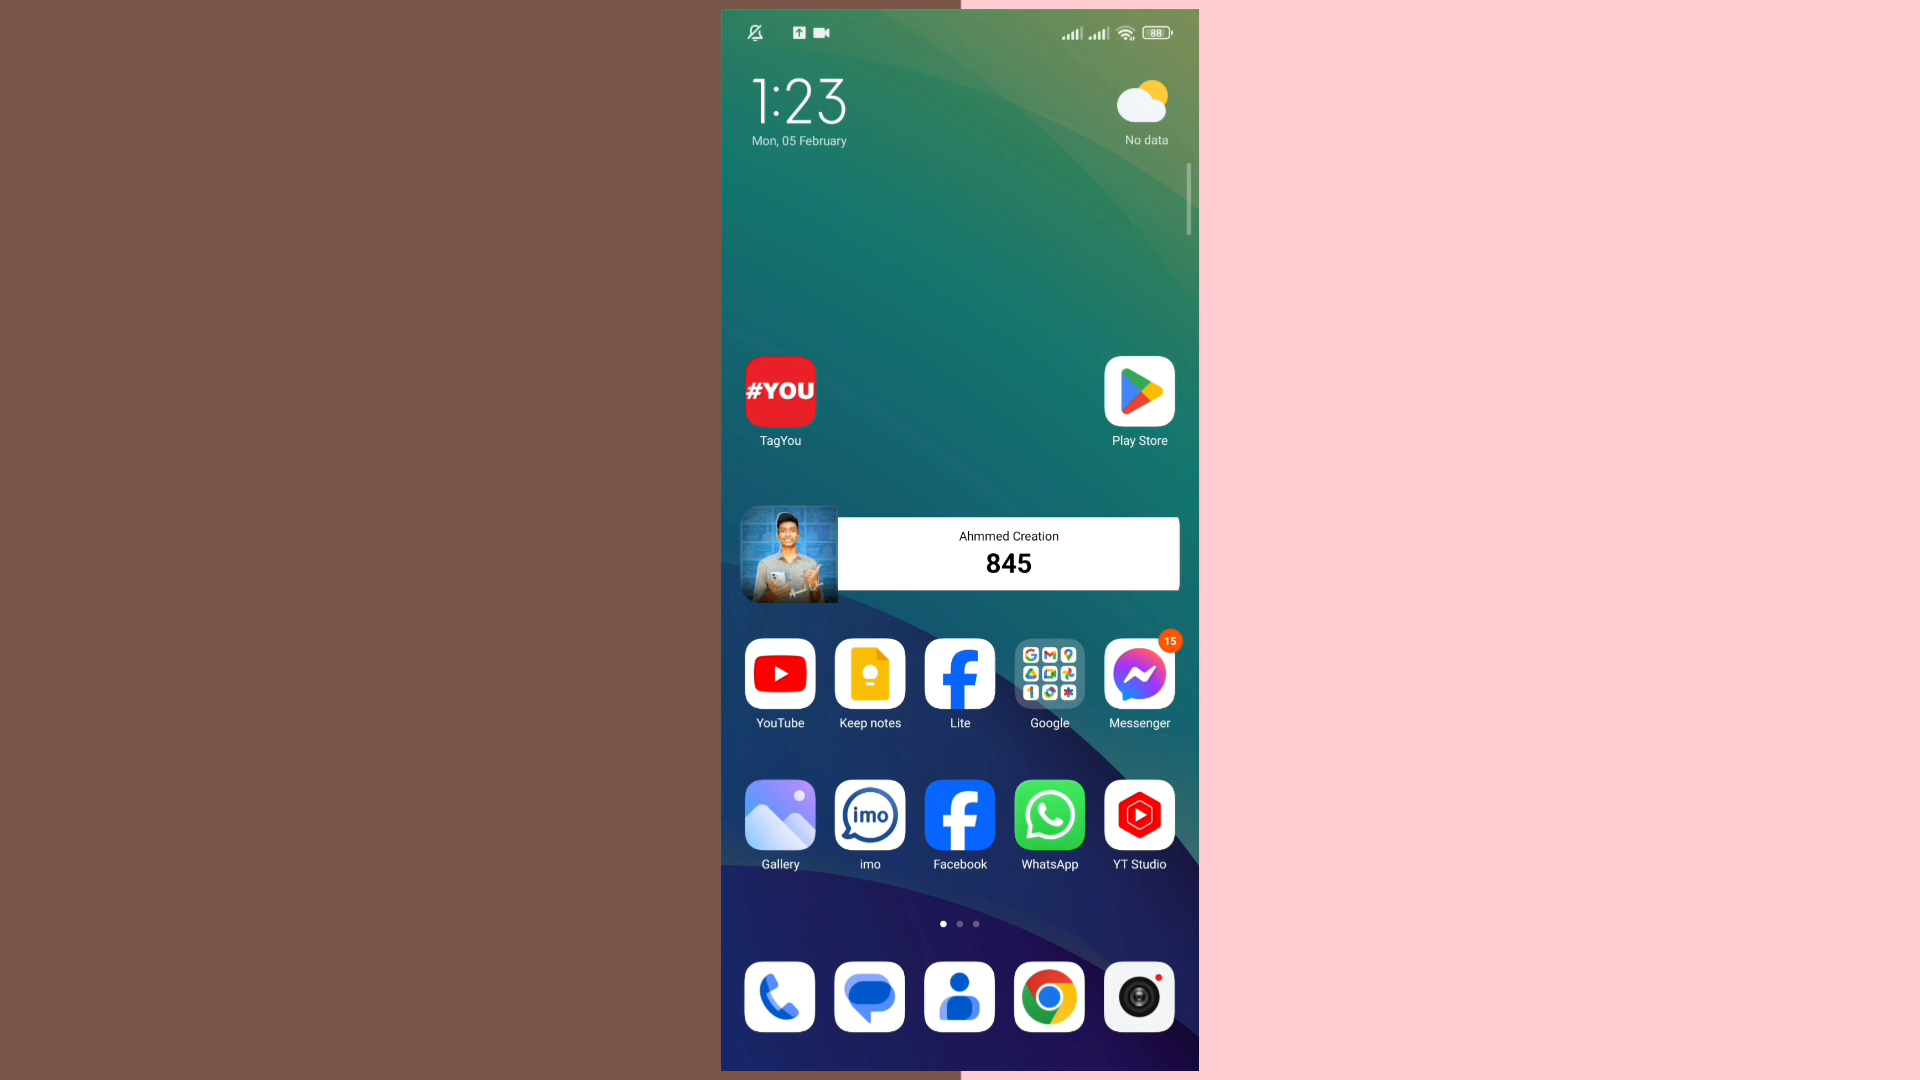 88
1:23
Mon, 05 February
No data
#YOU
TagYou
Play Store
Ahmmed Creation
845
15
YouTube
Keep notes
Lite
Google
Messenger
imo
Gallery
imo
Facebook
WhatsApp
YT Studio